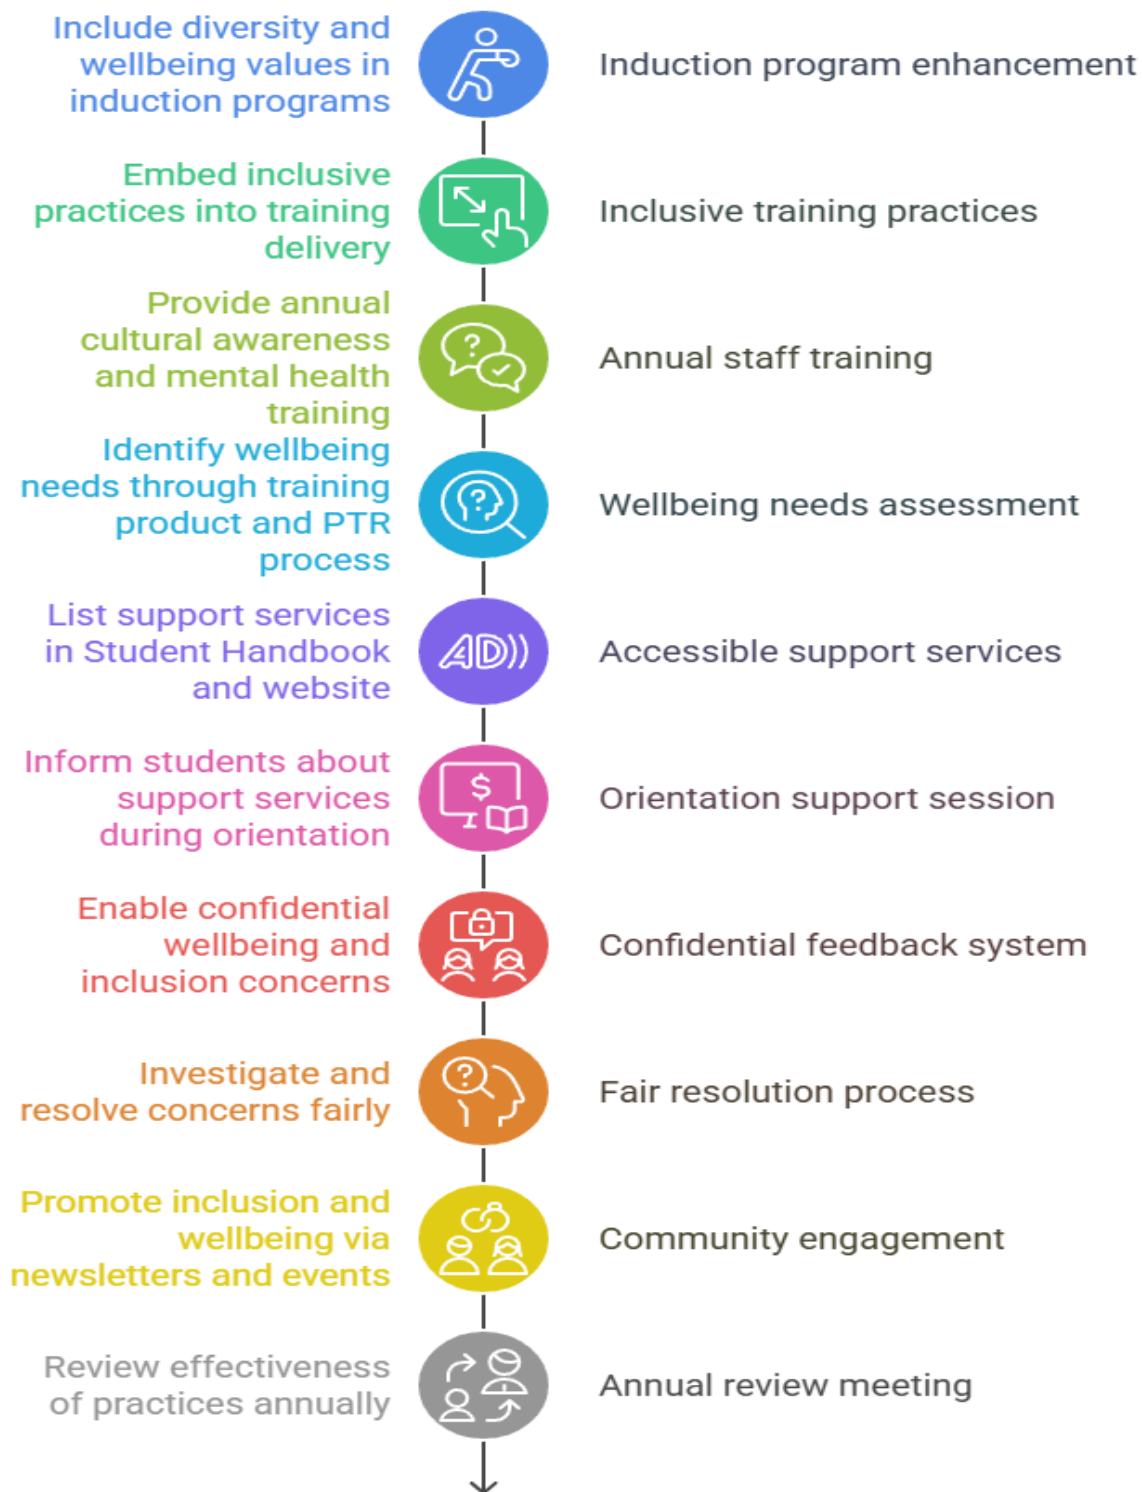 Include diversity and
wellbeing values in
induction programs
Induction program enhancement
Embed inclusive
practices into training
delivery
Inclusive training practices
Provide annual
cultural awareness
and mental health
training
Annual staff training
Identify wellbeing
needs through training
product and PTR
process
Wellbeing needs assessment
List support services
in Student Handbook
and website
AD))
Accessible support services
Inform students about
support services
during orientation
$
Orientation support session
Enable confidential
wellbeing and
inclusion concerns
Confidential feedback system
Investigate and
resolve concerns fairly
Fair resolution process
Promote inclusion and
wellbeing via
newsletters and events
Community engagement
Review effectiveness
of practices annually
Annual review meeting